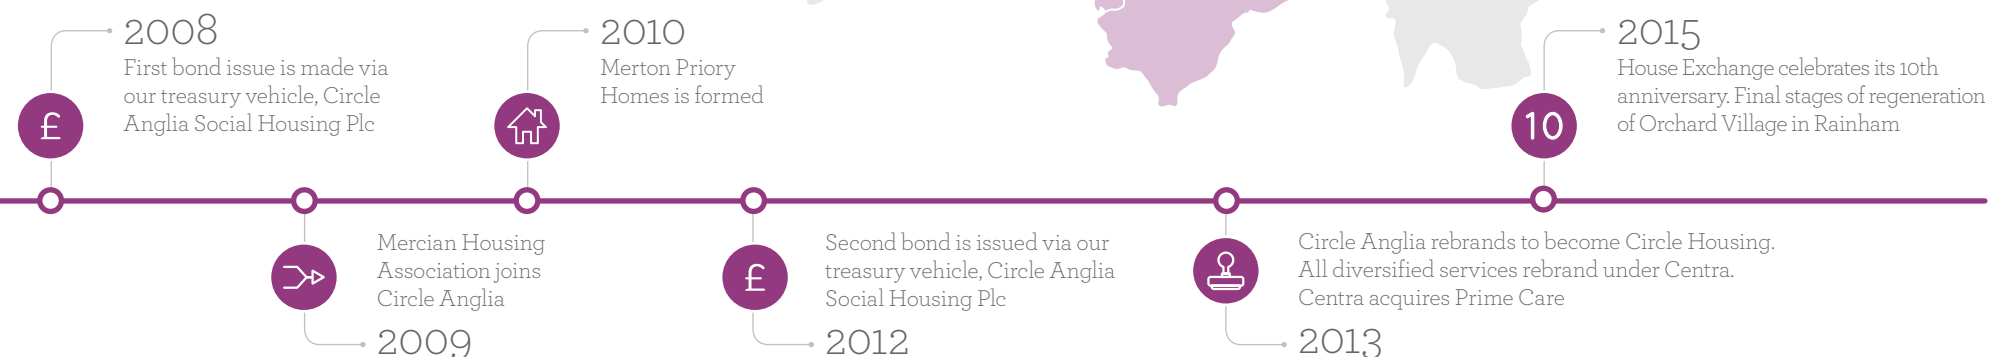 2008
First bond issue is made via
our treasury vehicle, Circle
Anglia Social Housing Plc
£
2010
Merton Priory
Homes is formed
2015
House Exchange celebrates its 10th
anniversary. Final stages of regeneration
of Orchard Village in Rainham
10
Mercian Housing
Association joins
Circle Anglia
2009
£
Second bond is issued via our
treasury vehicle, Circle Anglia
Social Housing Plc
2012
Circle Anglia rebrands to become Circle Housing.
All diversified services rebrand under Centra.
Centra acquires Prime Care
2013